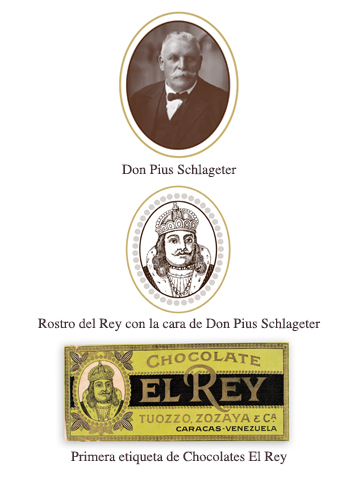 Don Pius Schlageter
Rostro del Rey con la cara de Don Pius Schlageter
CHOCOLATE
EL REY
TUOZZO, ZOZAYA & Cª
CARACAS-VENEZUELA
Primera etiqueta de Chocolates El Rey